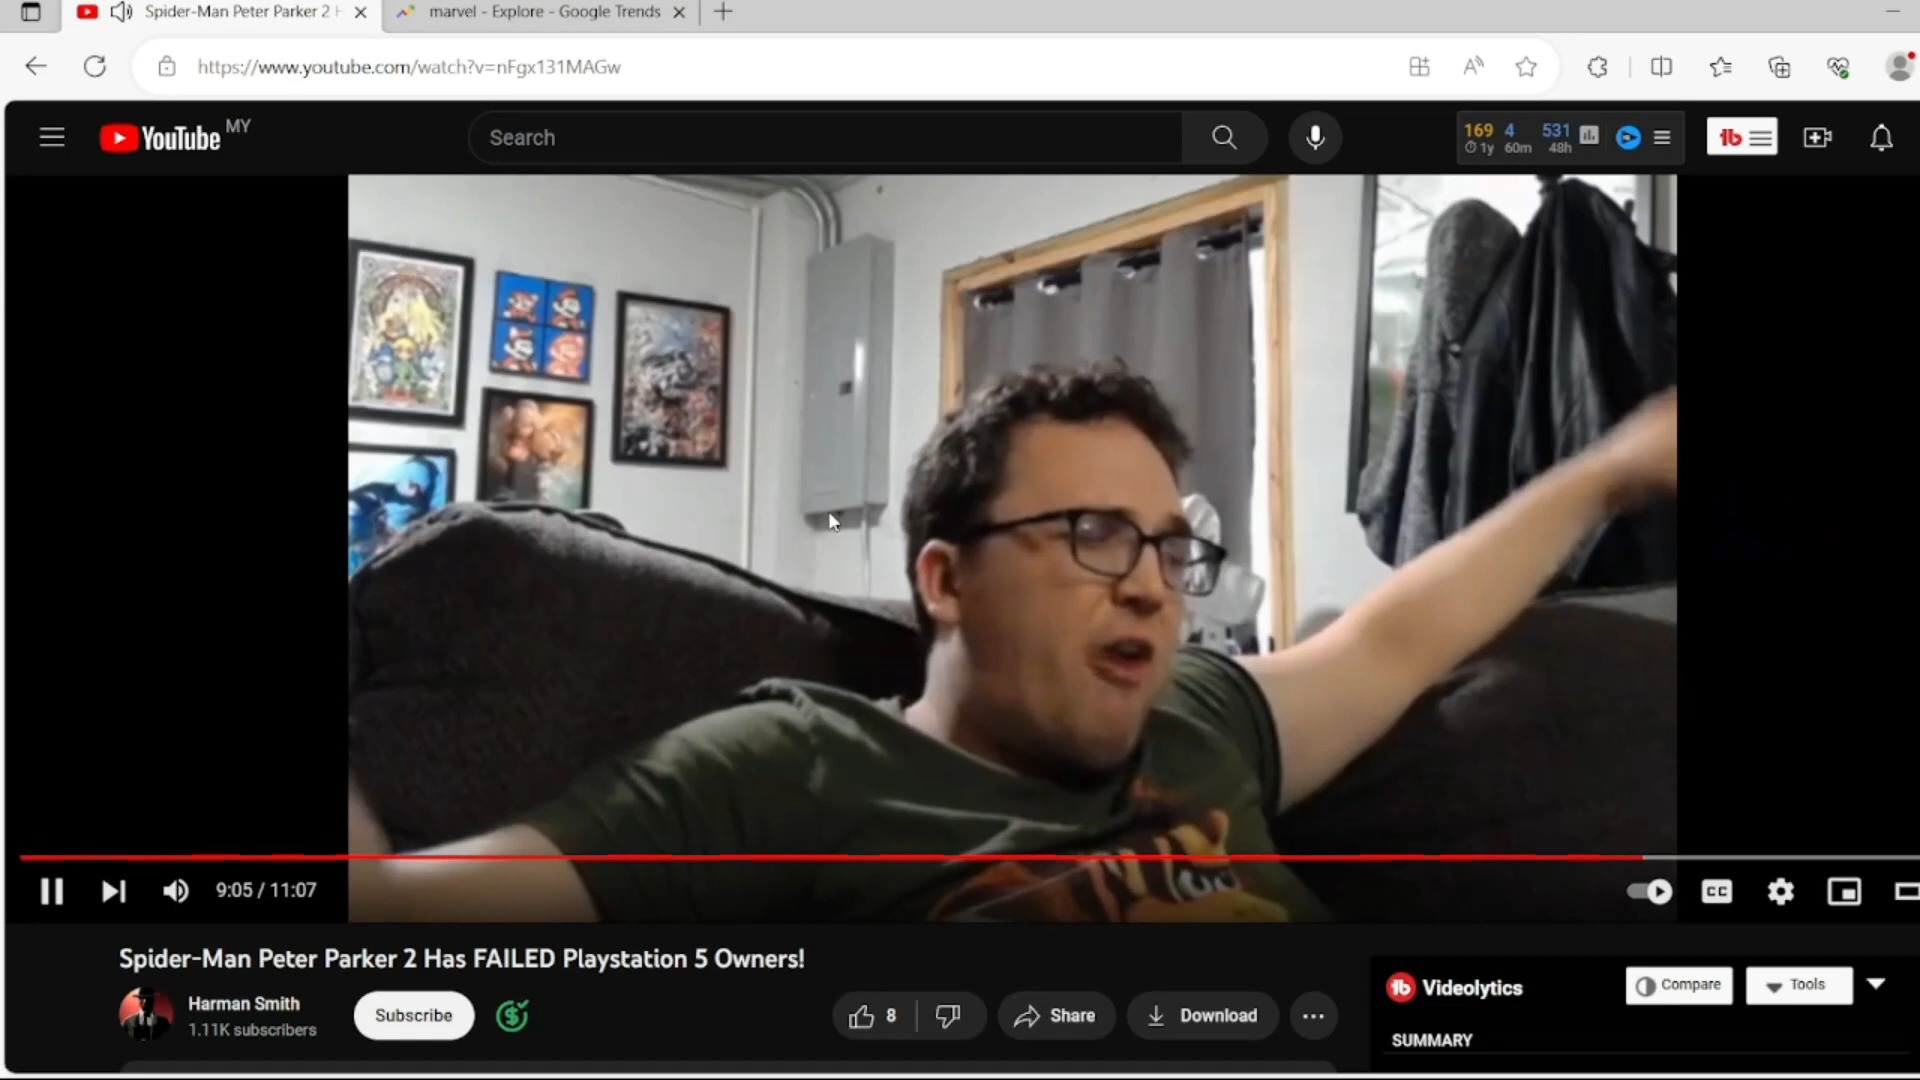 Spider-Man Peter Parker 2 H
marvel - Explore - Google Trends
https://www.youtube.com/watch?v=nFgx131MAGw
YouTube MY
Search
169 4 531
1y 60m 48h
9:05 / 11:07
CC
Spider-Man Peter Parker 2 Has FAILED Playstation 5 Owners!
Harman Smith
1.11K subscribers
Subscribe
8
Share
Download
Videolytics
Compare
Tools
SUMMARY